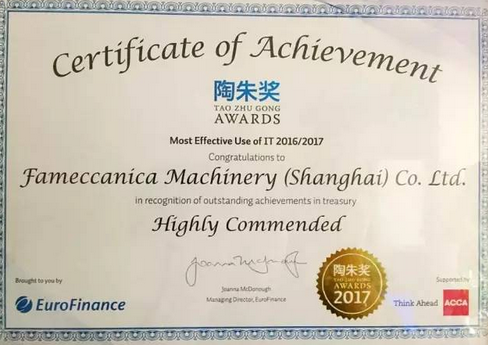 Certificate of Achievement
陶朱奖
TAO ZHU GONG
AWARDS
Most Effective Use of IT 2016/2017
Congratulations to
Fameccanica Machinery (Shanghai) Co. Ltd.
in recognition of outstanding achievements in treasury
Highly Commended
Joanna McDonough
Joanna McDonough
Managing Director, EuroFinance
Brought to you by
EuroFinance
陶朱奖
TAO ZHU GONG
AWARDS
2017
Supported by
Think Ahead
ACCA